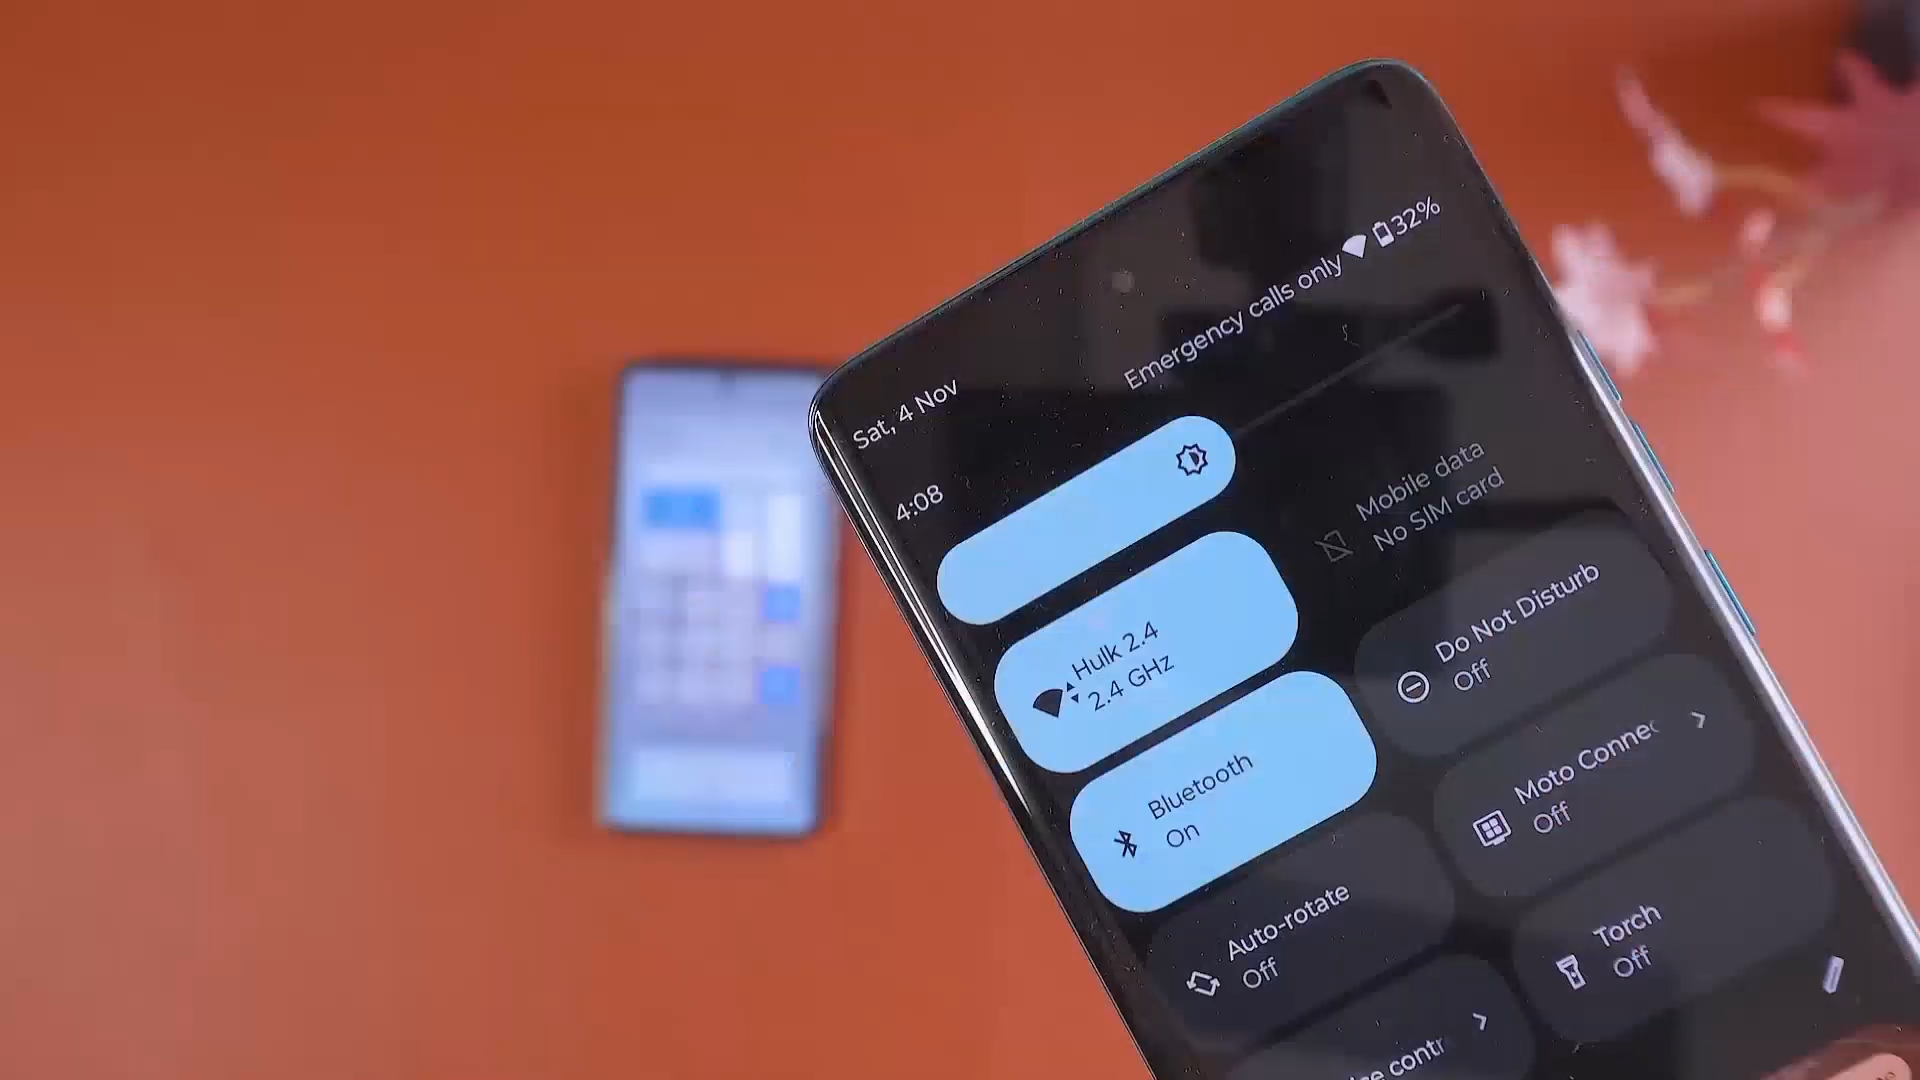 Emergency calls only 32%
Sat, 4 Nov
4:08
Mobile data
No SIM card
Hulk 2.4
2.4 GHz
Do Not Disturb
Off
Bluetooth
On
Moto Connec
Off
Auto-rotate
Off
Torch
Off
contr